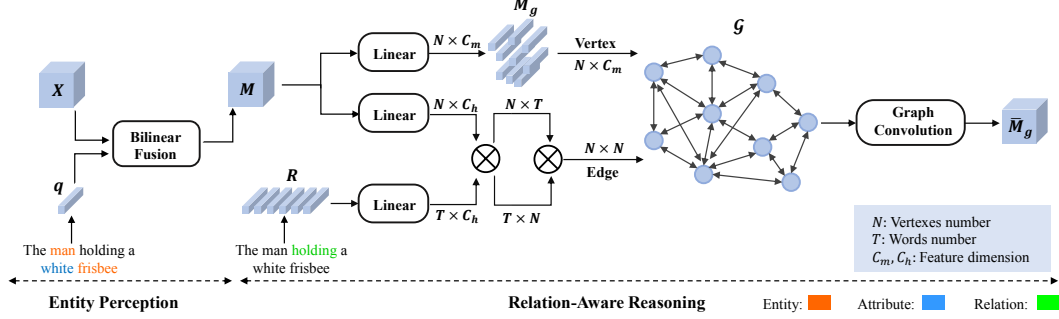 X
q
The man holding a
white frisbee
Bilinear
Fusion
M
R
The man holding a
white frisbee
Linear
N × C_m
M_g
Linear
N × C_h
Linear
T × C_h
N × T
T × N
Vertex
N × C_m
N × N
Edge
𝒢
Graph
Convolution
M̄_g
N: Vertexes number
T: Words number
C_m, C_h: Feature dimension
Entity Perception
Relation-Aware Reasoning
Entity:
Attribute:
Relation: